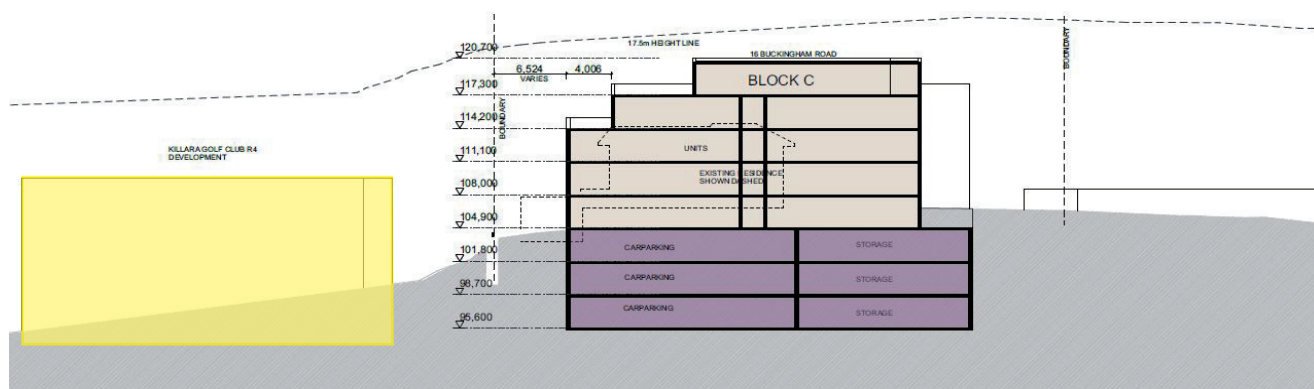 120,700
17.5m HEIGHT LINE
16 BUCKINGHAM ROAD
BOUNDARY
6,524
VARIES
4,006
BLOCK C
117,300
BOUNDARY
114,200
KILLARA GOLF CLUB R4
DEVELOPMENT
UNITS
111,100
EXISTING RESIDENCE
SHOWN DASHED
108,000
104,900
CARPARKING
STORAGE
101,800
CARPARKING
STORAGE
98,700
CARPARKING
STORAGE
95,600